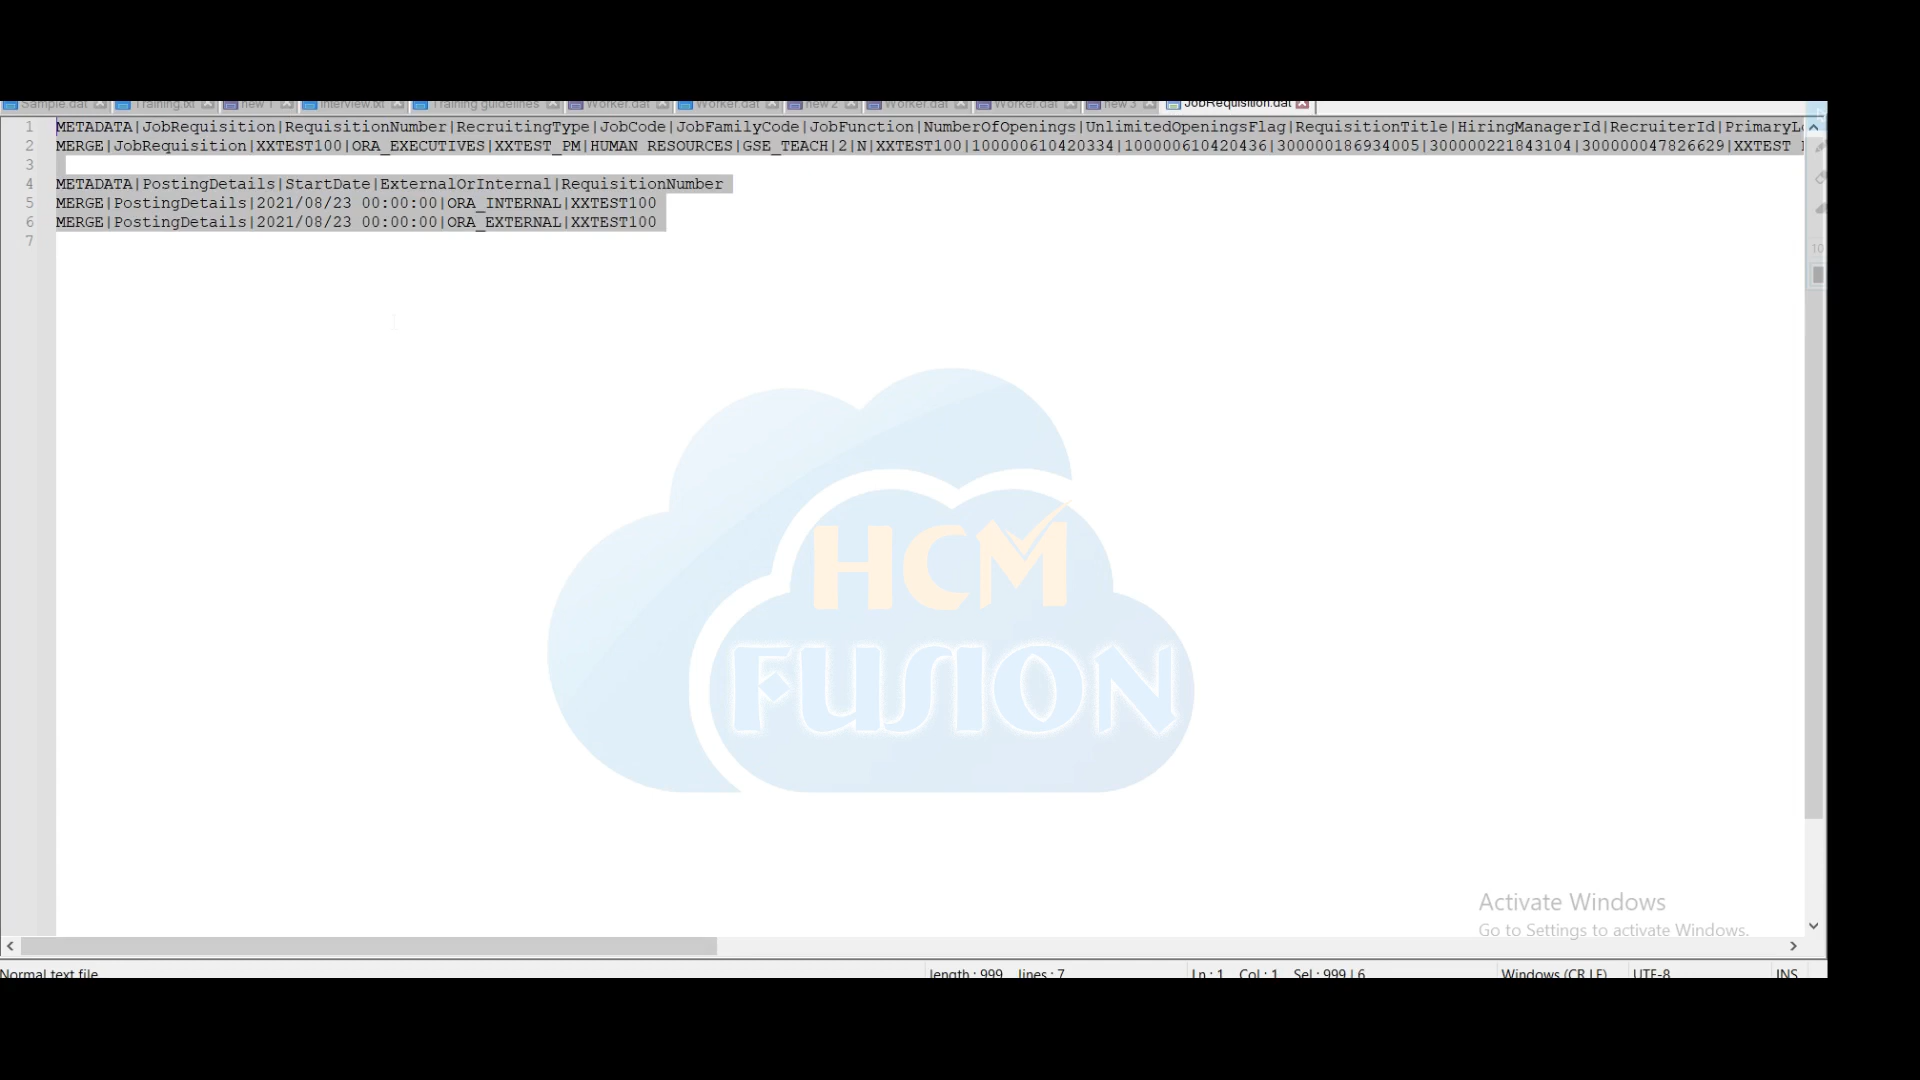 Sample.dat Training.txt new 1 Interview.txt Training guidelines Worker.dat Worker.dat new 2 Worker.dat Worker.dat new 3 JobRequisition.dat
1 METADATA|JobRequisition|RequisitionNumber|RecruitingType|JobCode|JobFamilyCode|JobFunction|NumberOfOpenings|UnlimitedOpeningsFlag|RequisitionTitle|HiringManagerId|RecruiterId|PrimaryLo
2 MERGE|JobRequisition|XXTEST100|ORA_EXECUTIVES|XXTEST_PM|HUMAN RESOURCES|GSE_TEACH|2|N|XXTEST100|100000610420334|100000610420436|300000186934005|300000221843104|300000047826629|XXTEST
3
4 METADATA|PostingDetails|StartDate|ExternalOrInternal|RequisitionNumber
5 MERGE|PostingDetails|2021/08/23 00:00:00|ORA_INTERNAL|XXTEST100
6 MERGE|PostingDetails|2021/08/23 00:00:00|ORA_EXTERNAL|XXTEST100
7
10
HCM
FUSION
Activate Windows
Go to Settings to activate Windows.
Normal text file length : 999 lines : 7 Ln : 1 Col : 1 Sel : 999 | 6 Windows (CR LF) UTF-8 INS